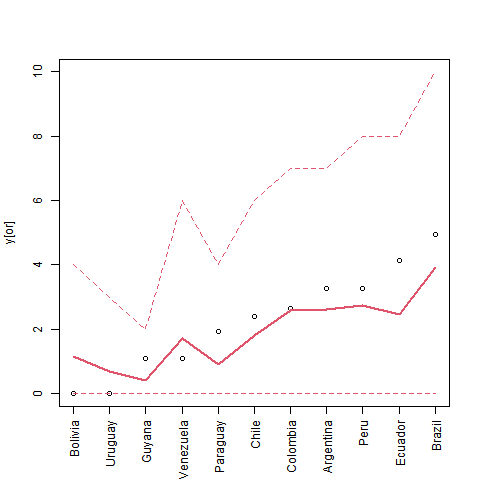 10
8
6
4
2
0
y[or]
Bolivia
Uruguay
Guyana
Venezuela
Paraguay
Chile
Colombia
Argentina
Peru
Ecuador
Brazil